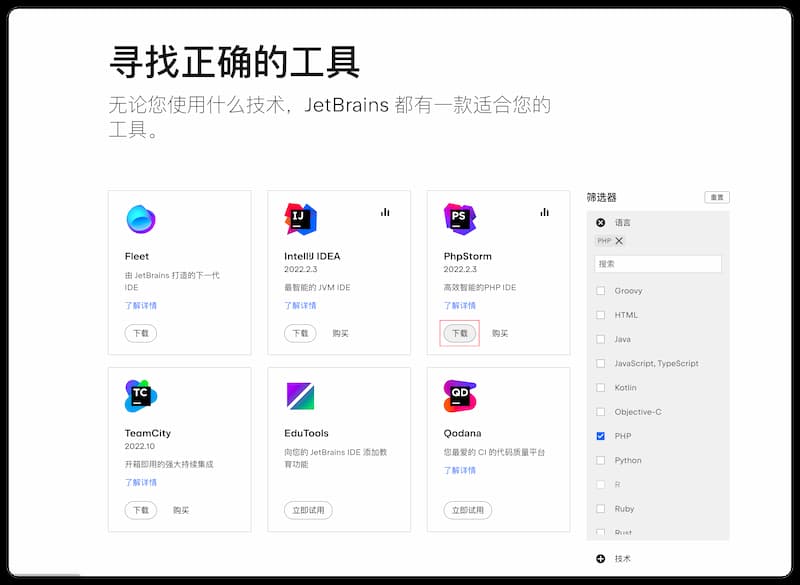 寻找正确的工具
无论您使用什么技术，JetBrains 都有一款适合您的
工具。
Fleet
由 JetBrains 打造的下一代
IDE
了解详情
下载
IJ
IntelliJ IDEA
2022.2.3
最智能的 JVM IDE
了解详情
下载 购买
PS
PhpStorm
2022.2.3
高效智能的PHP IDE
了解详情
下载 购买
TC
TeamCity
2022.10
开箱即用的强大持续集成
了解详情
下载 购买
EduTools
向您的 JetBrains IDE 添加教
育功能
立即试用
QD
Qodana
您最爱的 CI 的代码质量平台
了解详情
立即试用
筛选器 重置
语言
PHP
搜索
Groovy
HTML
Java
JavaScript, TypeScript
Kotlin
Objective-C
PHP
Python
R
Ruby
Rust
技术